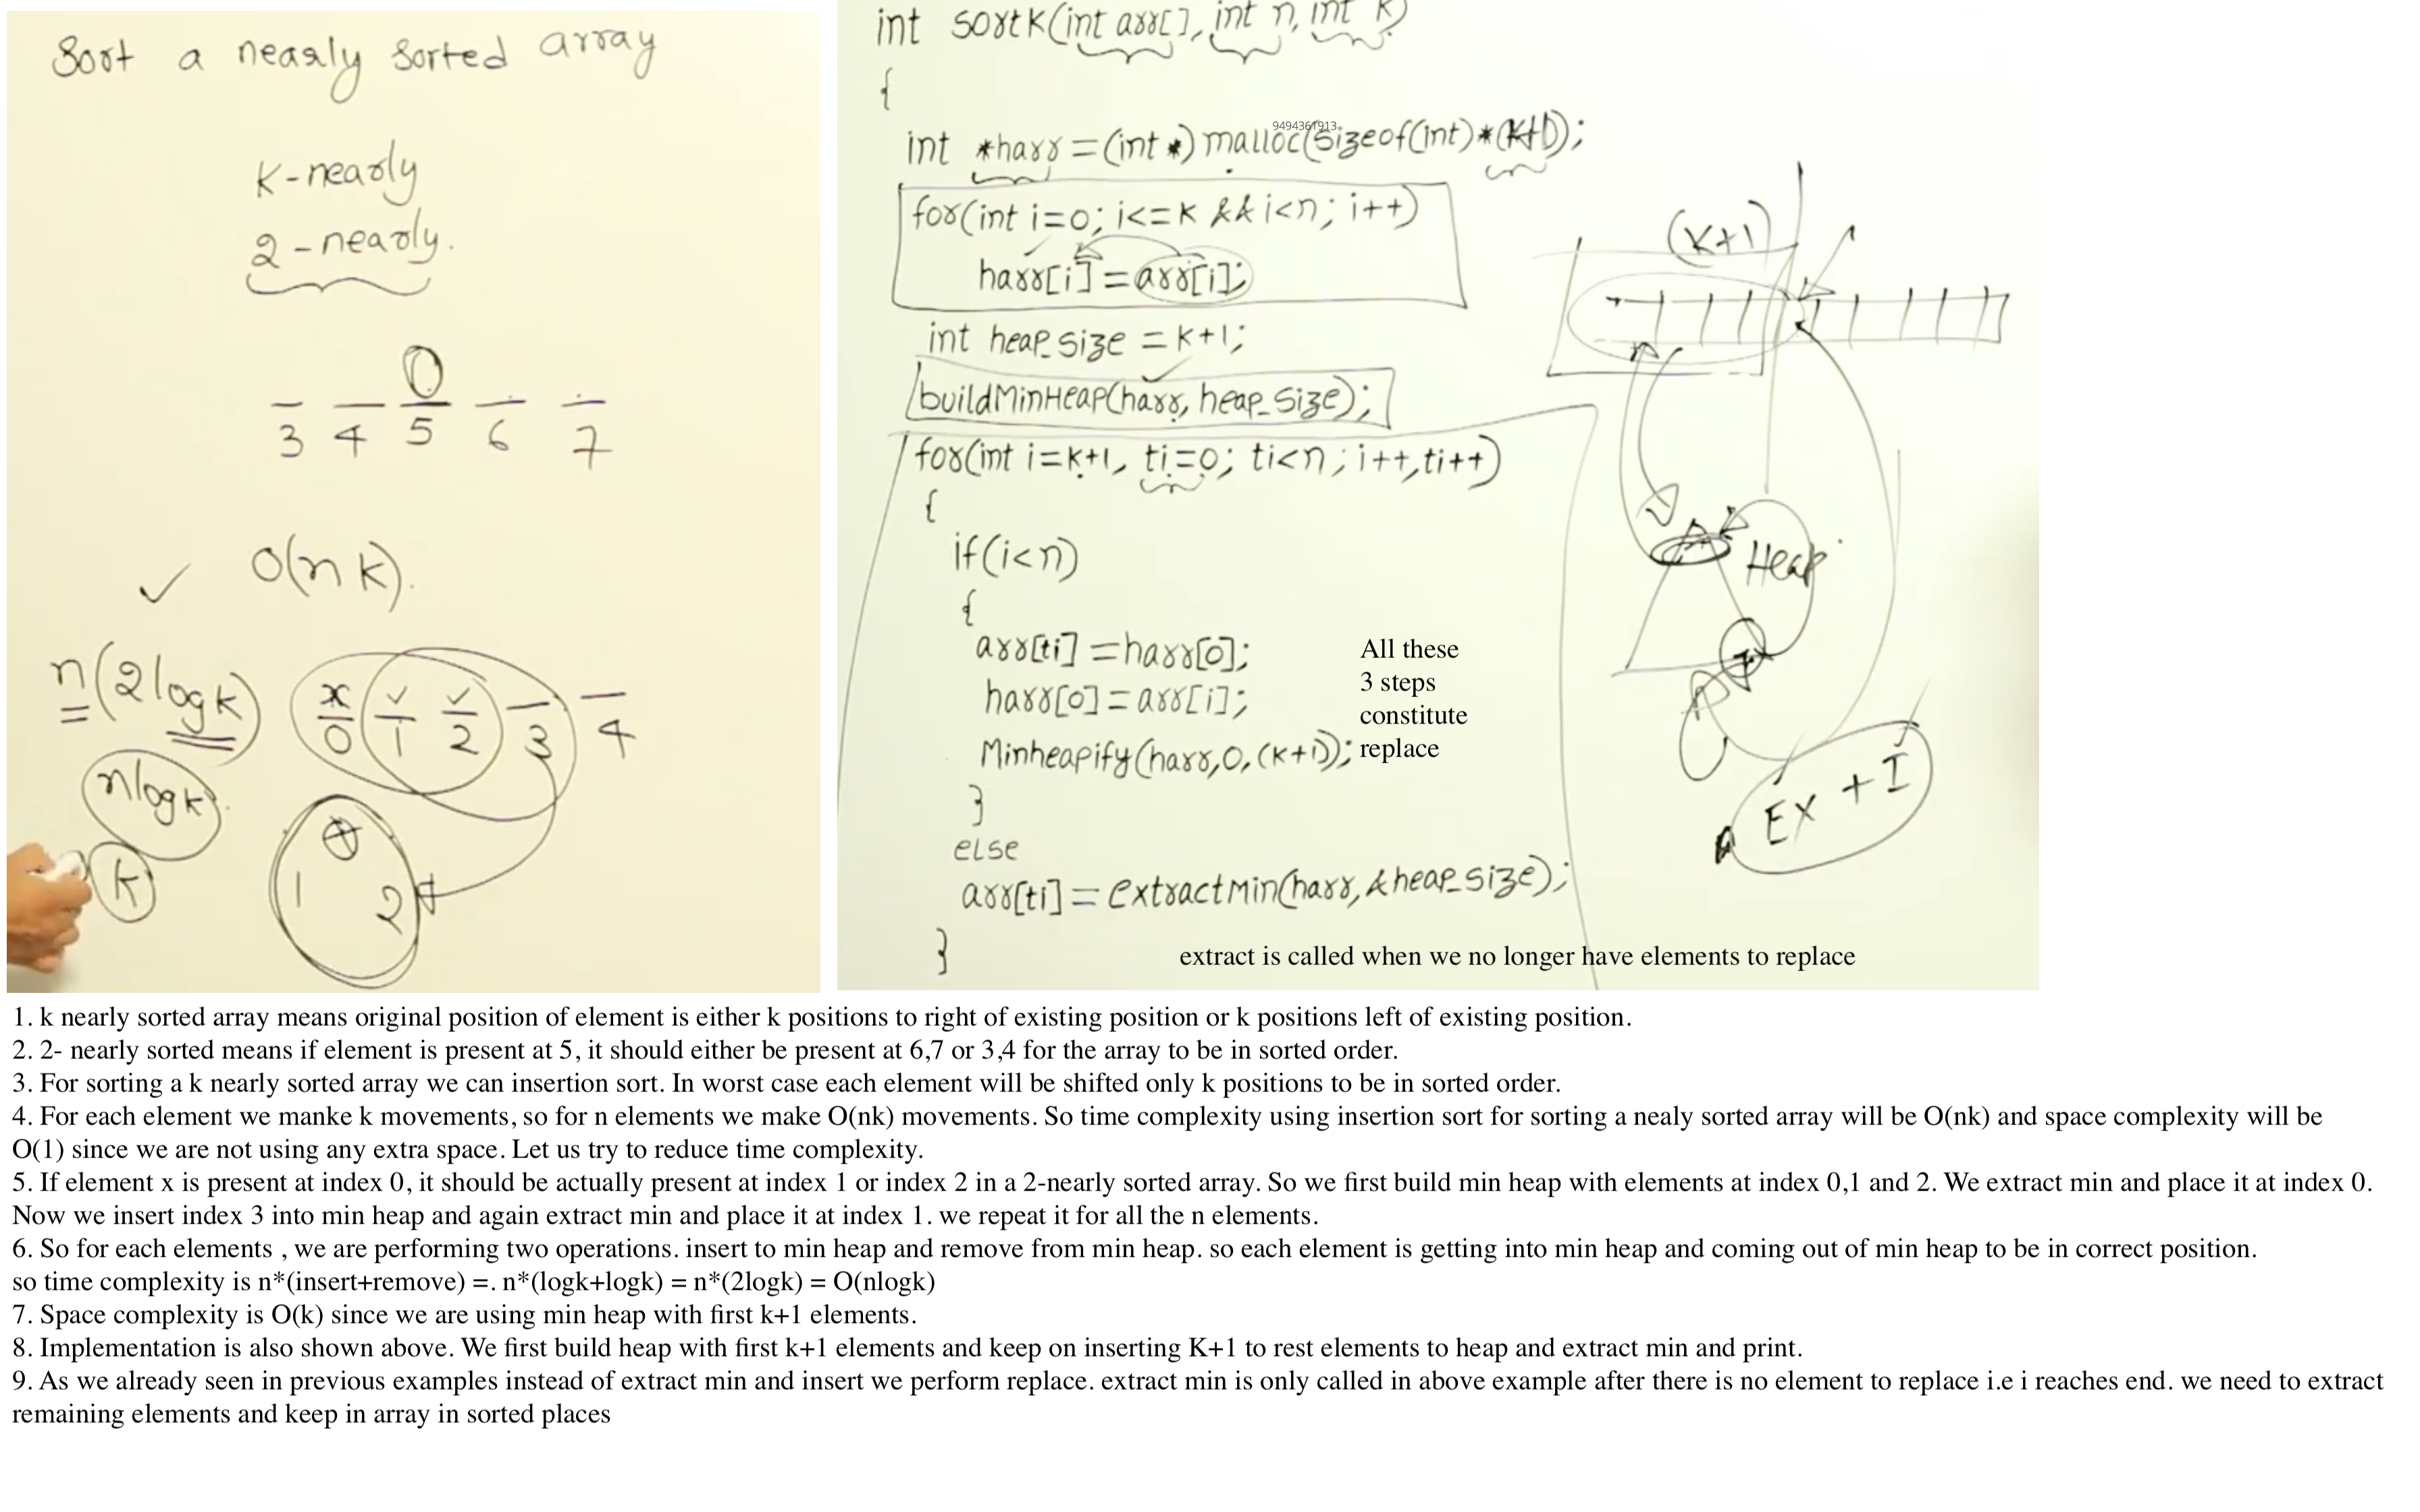 Sort a nearly sorted array
K-nearly
2-nearly.
0
3 4 5 6 7
O(nk).
n(2logk)
x
0 1 2 3 4
nlogk.
k
1 2
int sortK(int arr[], int n, int k)
{
int *harr=(int *) malloc(sizeof(int)*(k+1));
9494361913
for(int i=0; i<=k && i<n; i++)
harr[i]=arr[i];
int heap_size = k+1;
buildMinHeap(harr, heap_size);
for(int i=k+1, ti=0; ti<n; i++,ti++)
{
if(i<n)
{
arr[ti]=harr[0];
harr[0]=arr[i];
Minheapify(harr,0,(k+1));
}
else
arr[ti]=extractMin(harr,&heap_size);
}
All these
3 steps
constitute
replace
extract is called when we no longer have elements to replace
(K+1)
Heap
Ex + I
1. k nearly sorted array means original position of element is either k positions to right of existing position or k positions left of existing position.
2. 2- nearly sorted means if element is present at 5, it should either be present at 6,7 or 3,4 for the array to be in sorted order.
3. For sorting a k nearly sorted array we can insertion sort. In worst case each element will be shifted only k positions to be in sorted order.
4. For each element we manke k movements, so for n elements we make O(nk) movements. So time complexity using insertion sort for sorting a nealy sorted array will be O(nk) and space complexity will be
O(1) since we are not using any extra space. Let us try to reduce time complexity.
5. If element x is present at index 0, it should be actually present at index 1 or index 2 in a 2-nearly sorted array. So we first build min heap with elements at index 0,1 and 2. We extract min and place it at index 0.
Now we insert index 3 into min heap and again extract min and place it at index 1. we repeat it for all the n elements.
6. So for each elements , we are performing two operations. insert to min heap and remove from min heap. so each element is getting into min heap and coming out of min heap to be in correct position.
so time complexity is n*(insert+remove) =. n*(logk+logk) = n*(2logk) = O(nlogk)
7. Space complexity is O(k) since we are using min heap with first k+1 elements.
8. Implementation is also shown above. We first build heap with first k+1 elements and keep on inserting K+1 to rest elements to heap and extract min and print.
9. As we already seen in previous examples instead of extract min and insert we perform replace. extract min is only called in above example after there is no element to replace i.e i reaches end. we need to extract
remaining elements and keep in array in sorted places